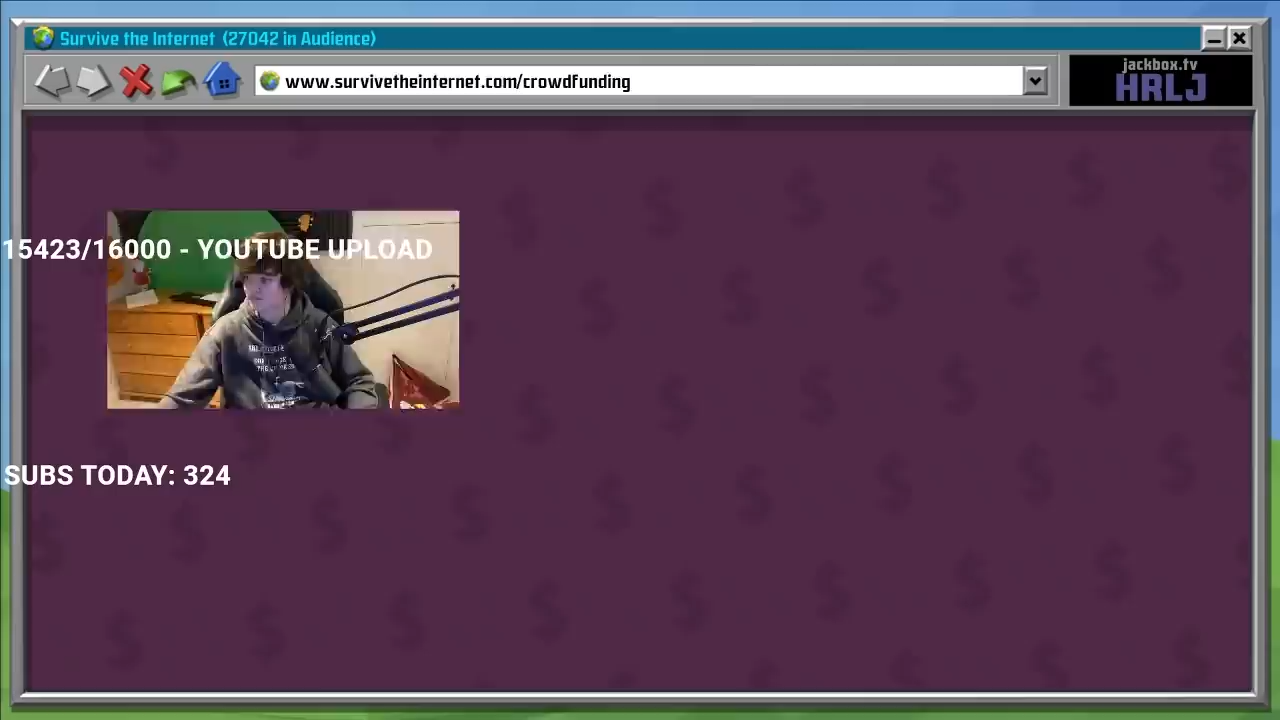 Survive the Internet (27042 in Audience)
www.survivetheinternet.com/crowdfunding
jackbox.tv
HRLJ
15423/16000 - YOUTUBE UPLOAD
SUBS TODAY: 324